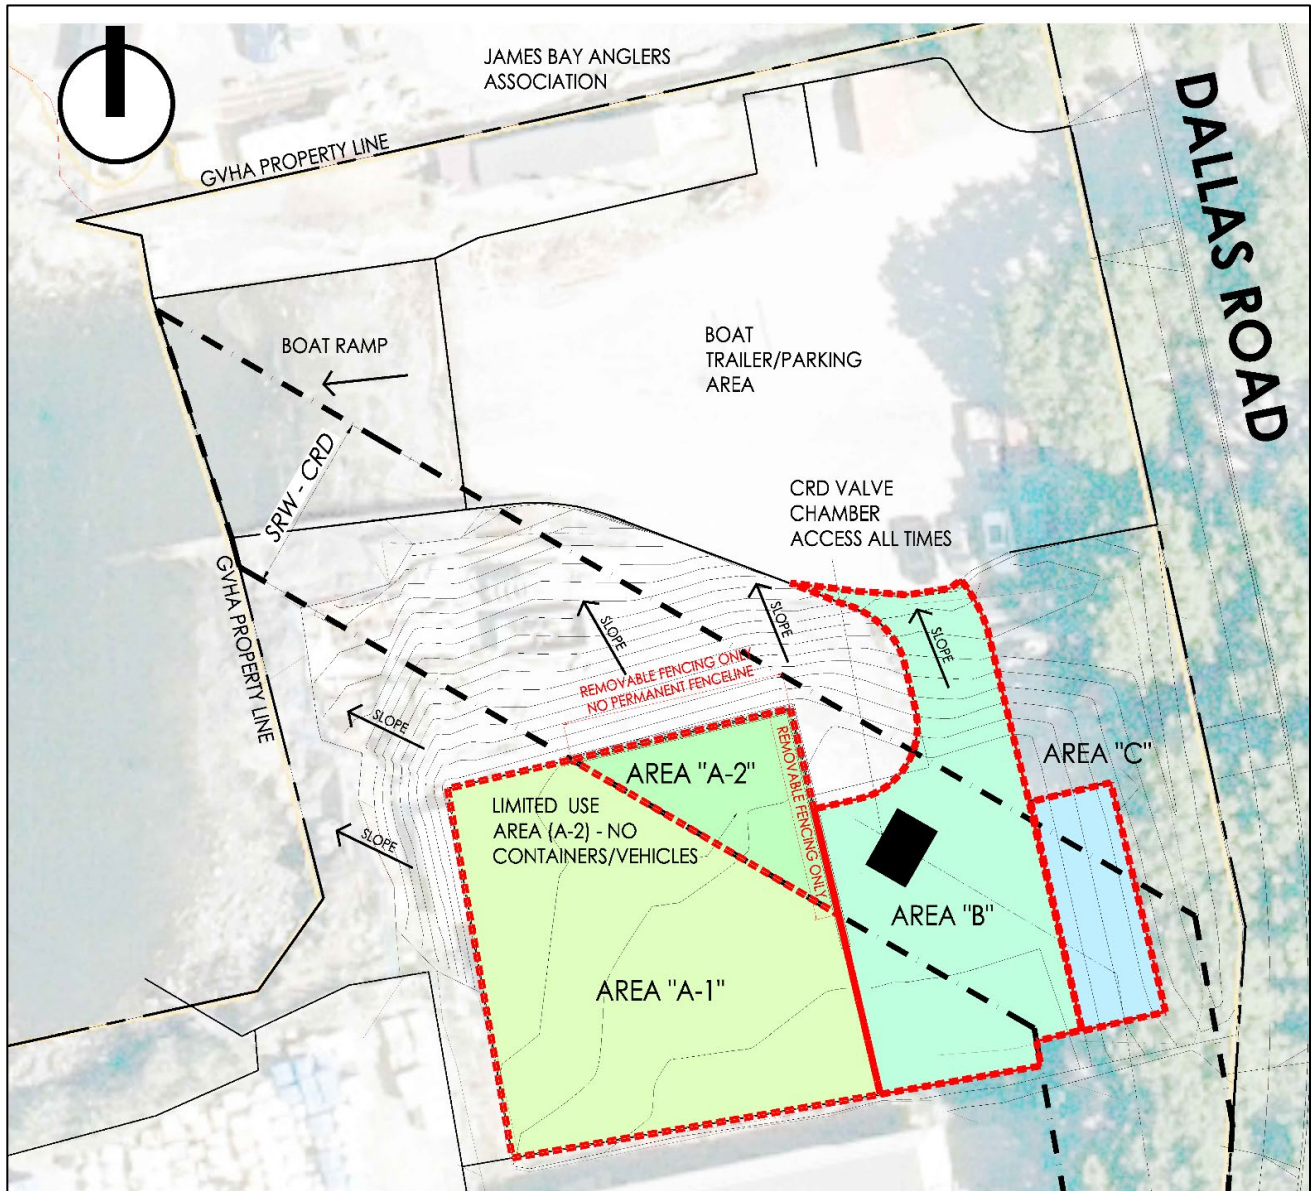 JAMES BAY ANGLERS
ASSOCIATION
GVHA PROPERTY LINE
DALLAS ROAD
BOAT RAMP
BOAT
TRAILER/PARKING
AREA
SRW - CRD
CRD VALVE
CHAMBER
ACCESS ALL TIMES
GVHA PROPERTY LINE
SLOPE
SLOPE
SLOPE
REMOVABLE FENCING ONLY
NO PERMANENT FENCELINE
SLOPE
AREA "C"
AREA "A-2"
REMOVABLE FENCING ONLY
LIMITED USE
AREA (A-2) - NO
CONTAINERS/VEHICLES
SLOPE
AREA "B"
AREA "A-1"